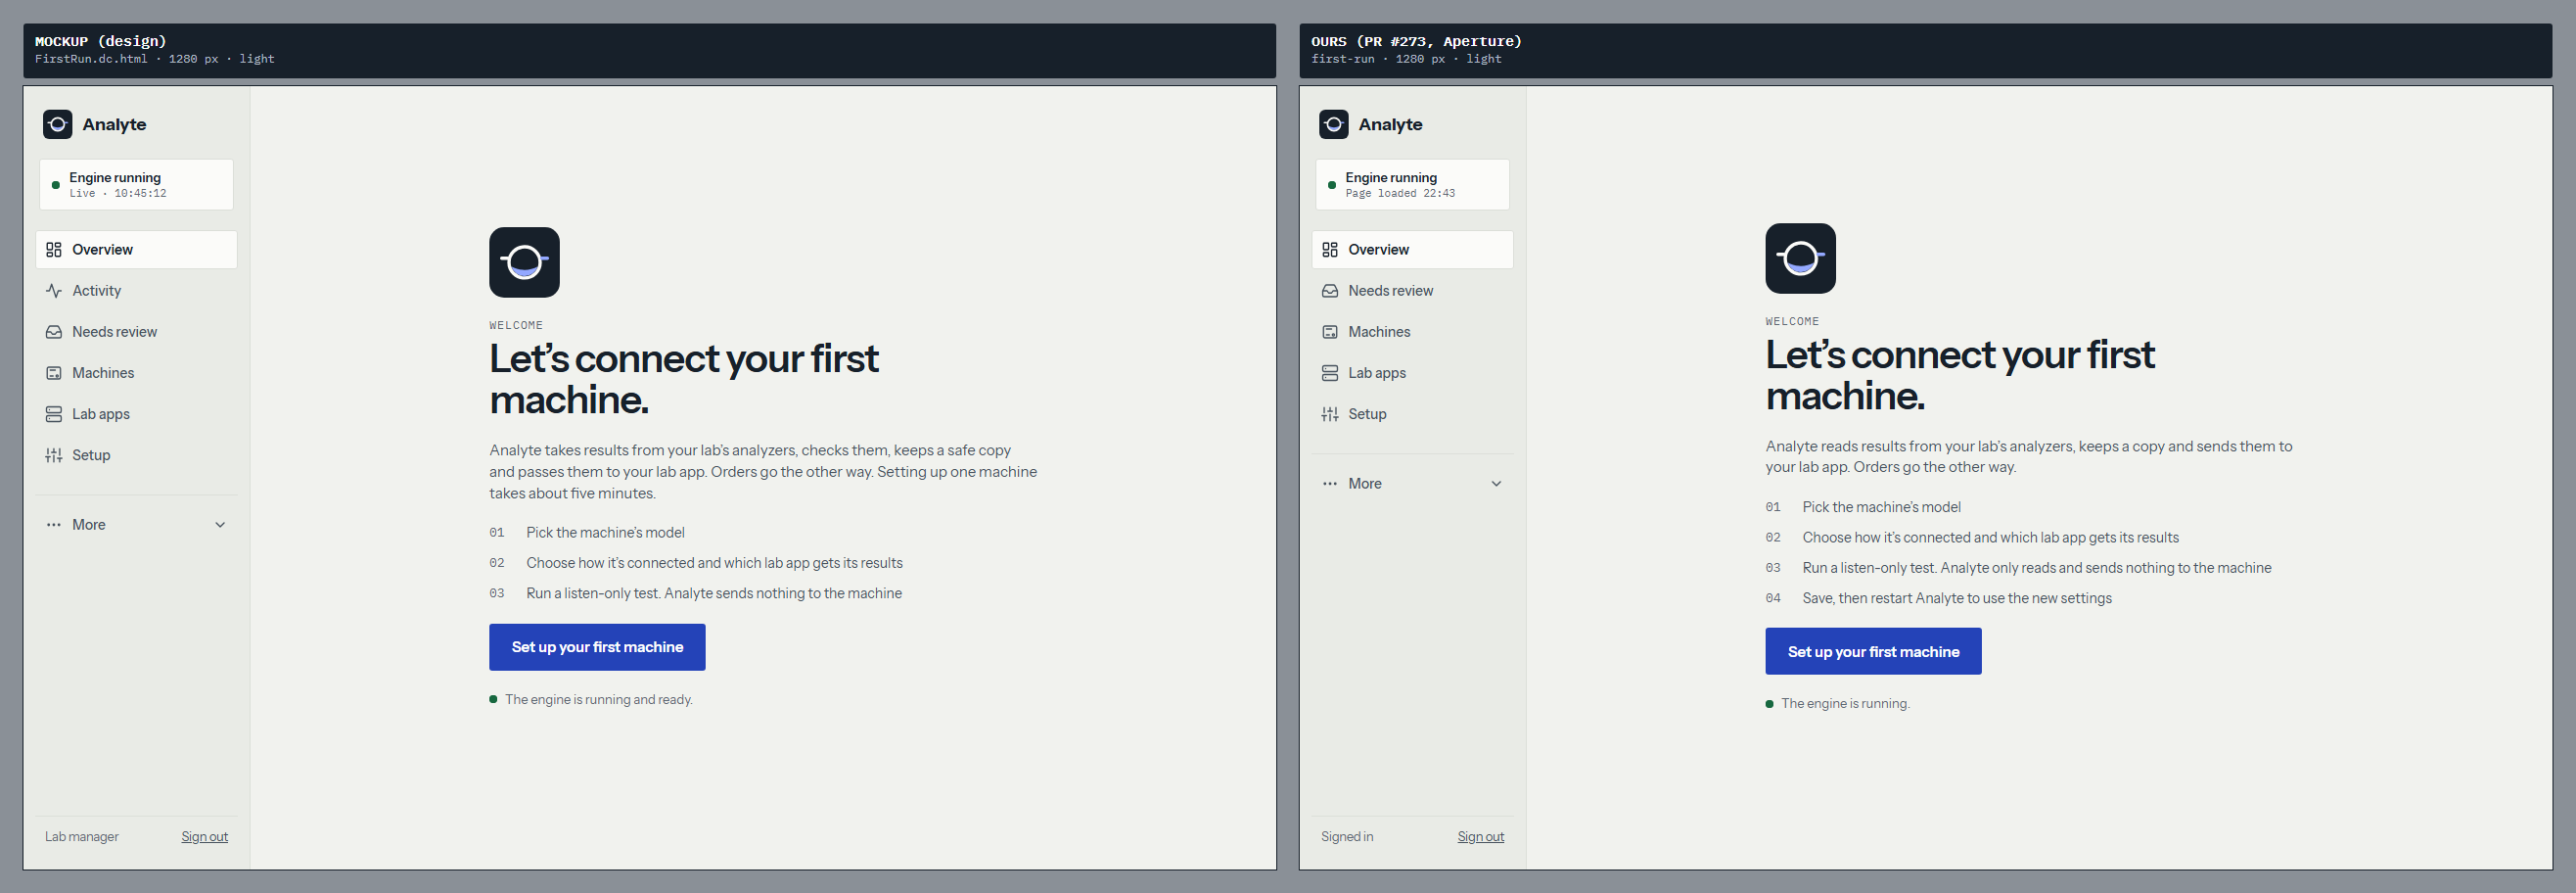 MOCKUP (design)
FirstRun.dc.html · 1280 px · light
Analyte
Engine running
Live · 10:45:12
Overview
Activity
Needs review
Machines
Lab apps
Setup
More
Lab manager
Sign out
WELCOME
Let’s connect your first
machine.
Analyte takes results from your lab’s analyzers, checks them, keeps a safe copy
and passes them to your lab app. Orders go the other way. Setting up one machine
takes about five minutes.
01 Pick the machine’s model
02 Choose how it’s connected and which lab app gets its results
03 Run a listen-only test. Analyte sends nothing to the machine
Set up your first machine
The engine is running and ready.
OURS (PR #273, Aperture)
first-run · 1280 px · light
Analyte
Engine running
Page loaded 22:43
Overview
Needs review
Machines
Lab apps
Setup
More
Signed in
Sign out
WELCOME
Let’s connect your first
machine.
Analyte reads results from your lab’s analyzers, keeps a copy and sends them to
your lab app. Orders go the other way.
01 Pick the machine’s model
02 Choose how it’s connected and which lab app gets its results
03 Run a listen-only test. Analyte only reads and sends nothing to the machine
04 Save, then restart Analyte to use the new settings
Set up your first machine
The engine is running.